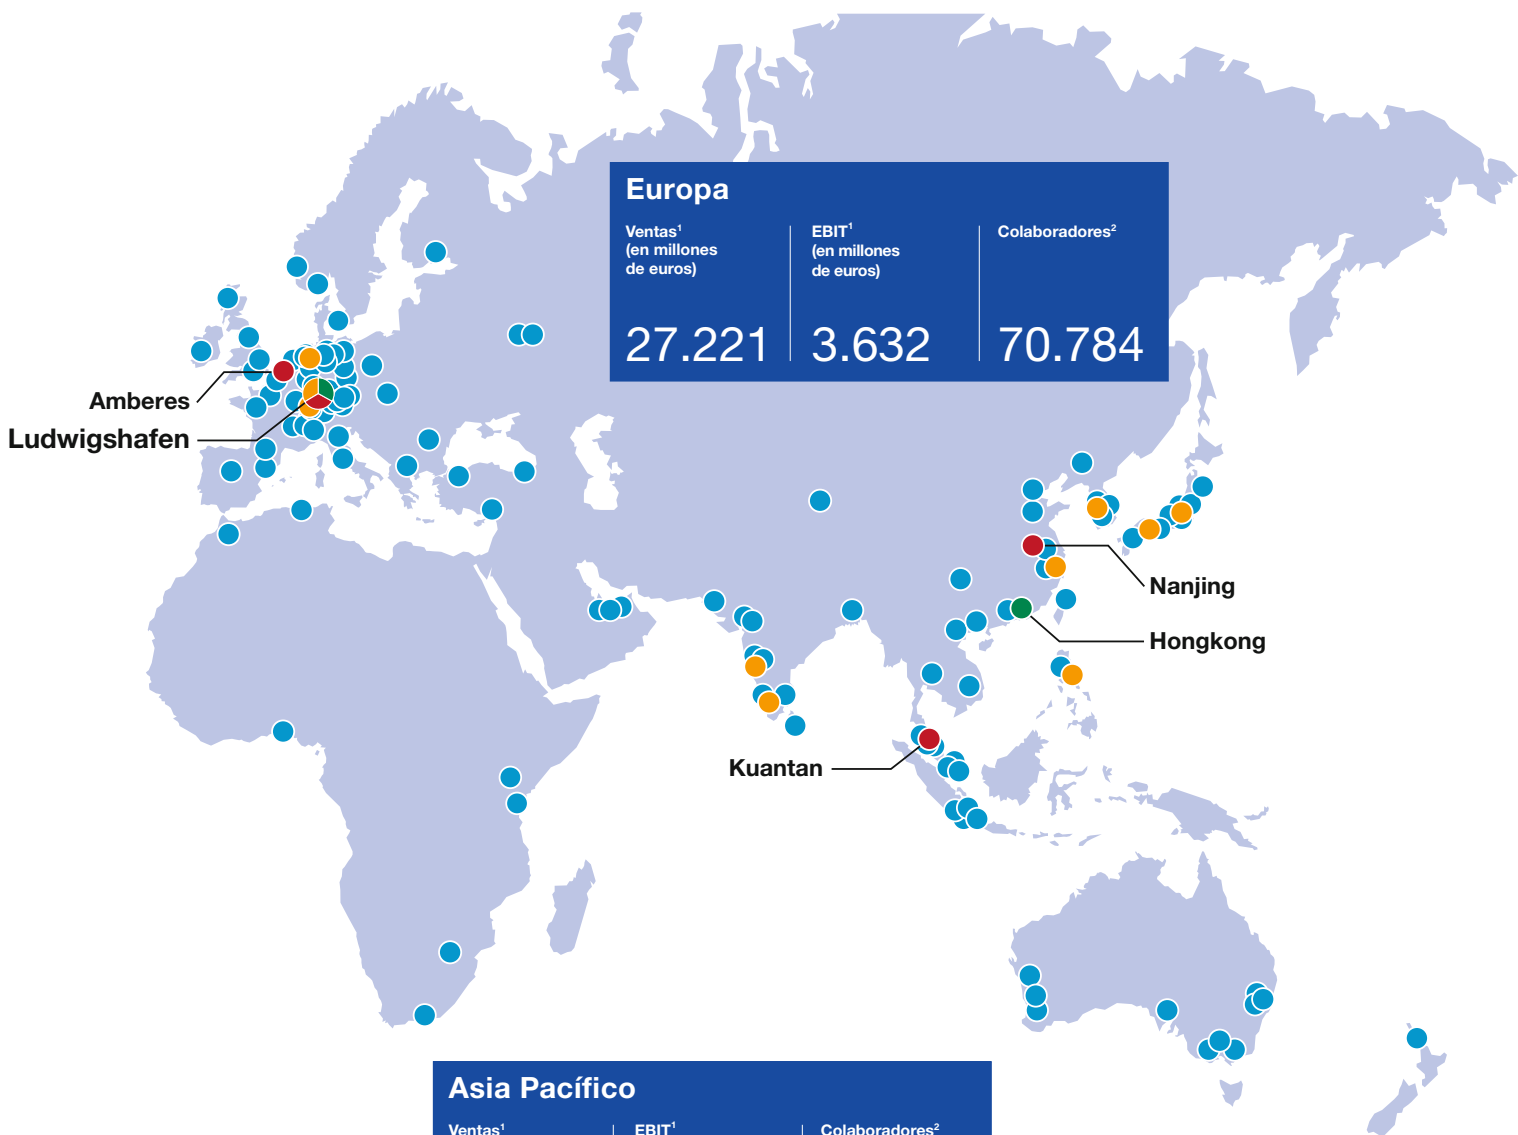 Europa
Ventas¹
(en millones
de euros)
EBIT¹
(en millones
de euros)
Colaboradores²
27.221
3.632
70.784
Amberes
Ludwigshafen
Nanjing
Hongkong
Kuantan
Asia Pacífico
Ventas¹
EBIT¹
Colaboradores²